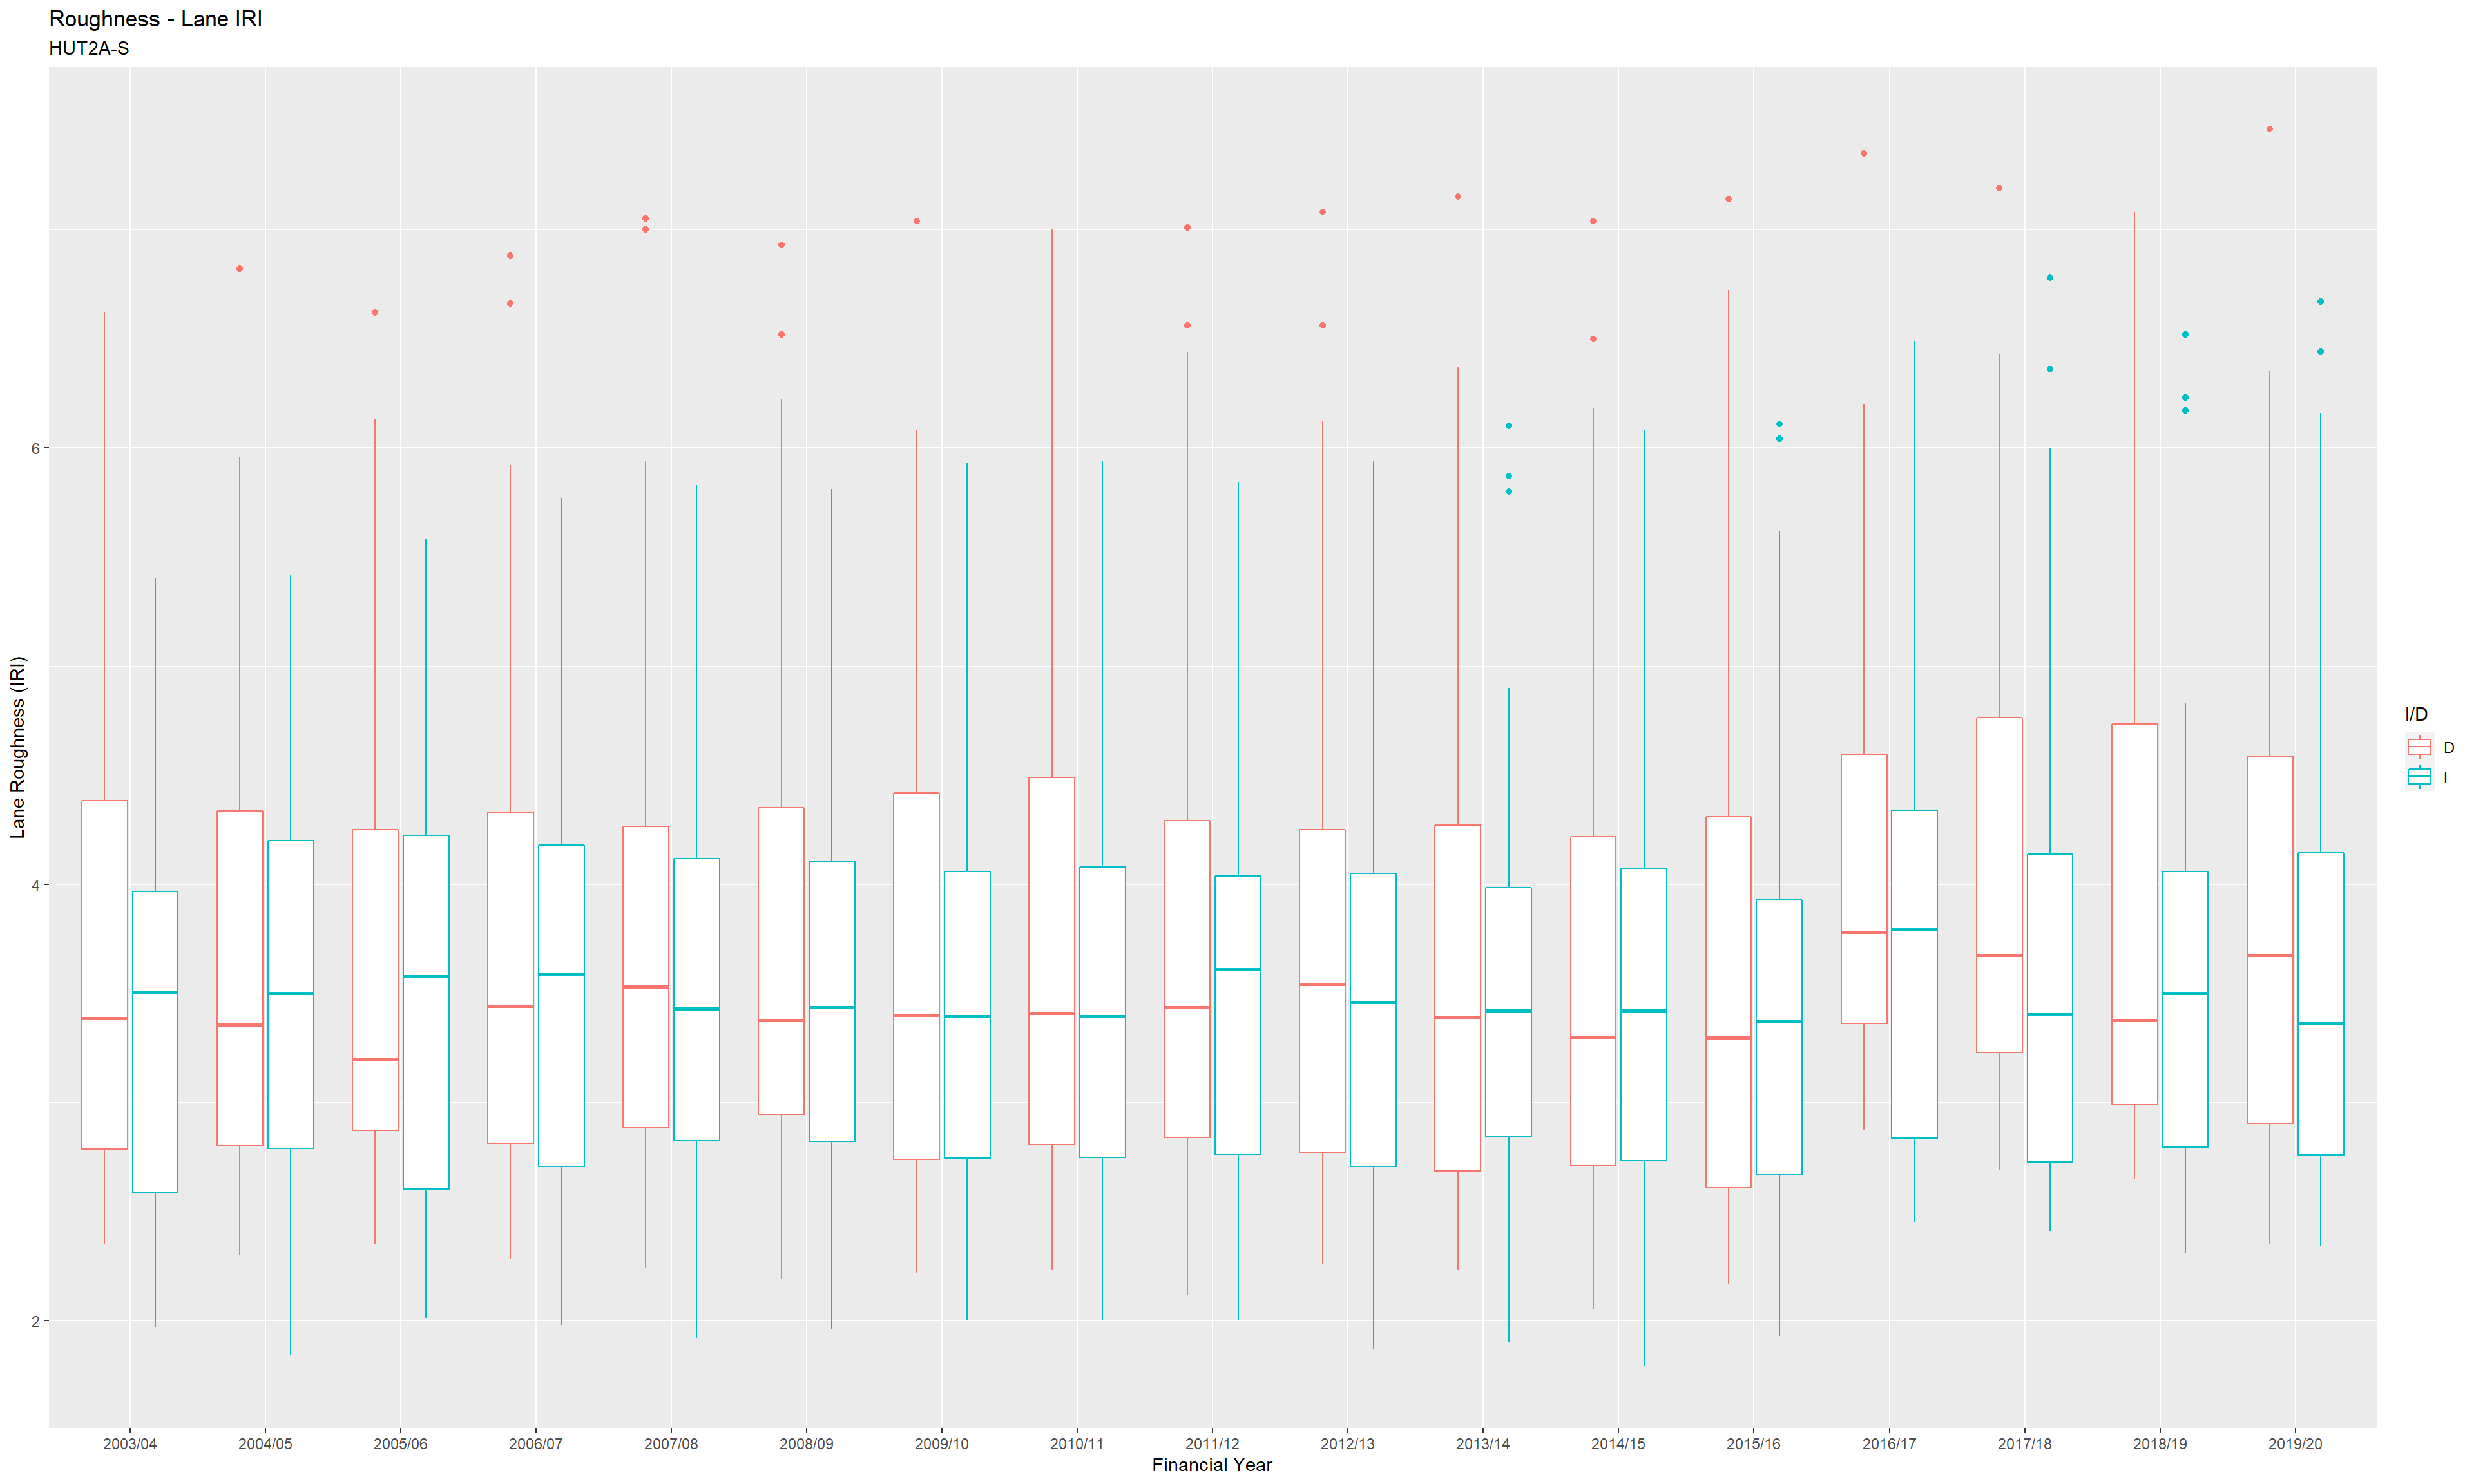 Roughness - Lane IRI
HUT2A-S
Lane Roughness (IRI)
6
4
2
2003/04 2004/05 2005/06 2006/07 2007/08 2008/09 2009/10 2010/11 2011/12 2012/13 2013/14 2014/15 2015/16 2016/17 2017/18 2018/19 2019/20
Financial Year
I/D
D
I